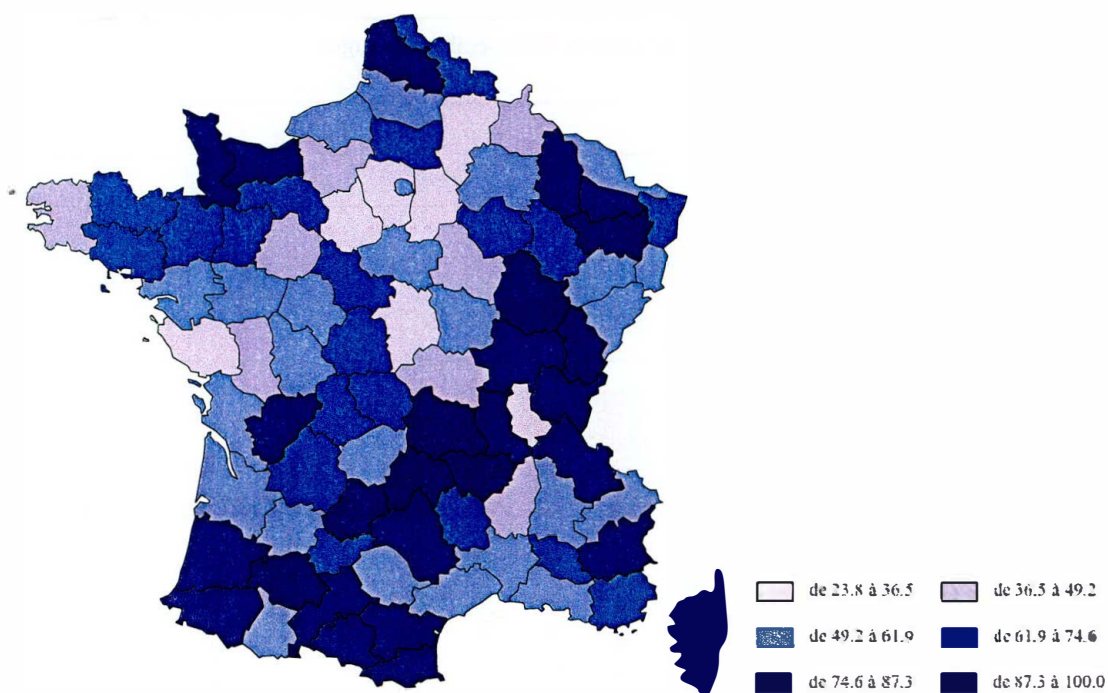 de 23.8 à 36.5
de 36.5 à 49.2
de 49.2 à 61.9
de 61.9 à 74.6
de 74.6 à 87.3
de 87.3 à 100.0